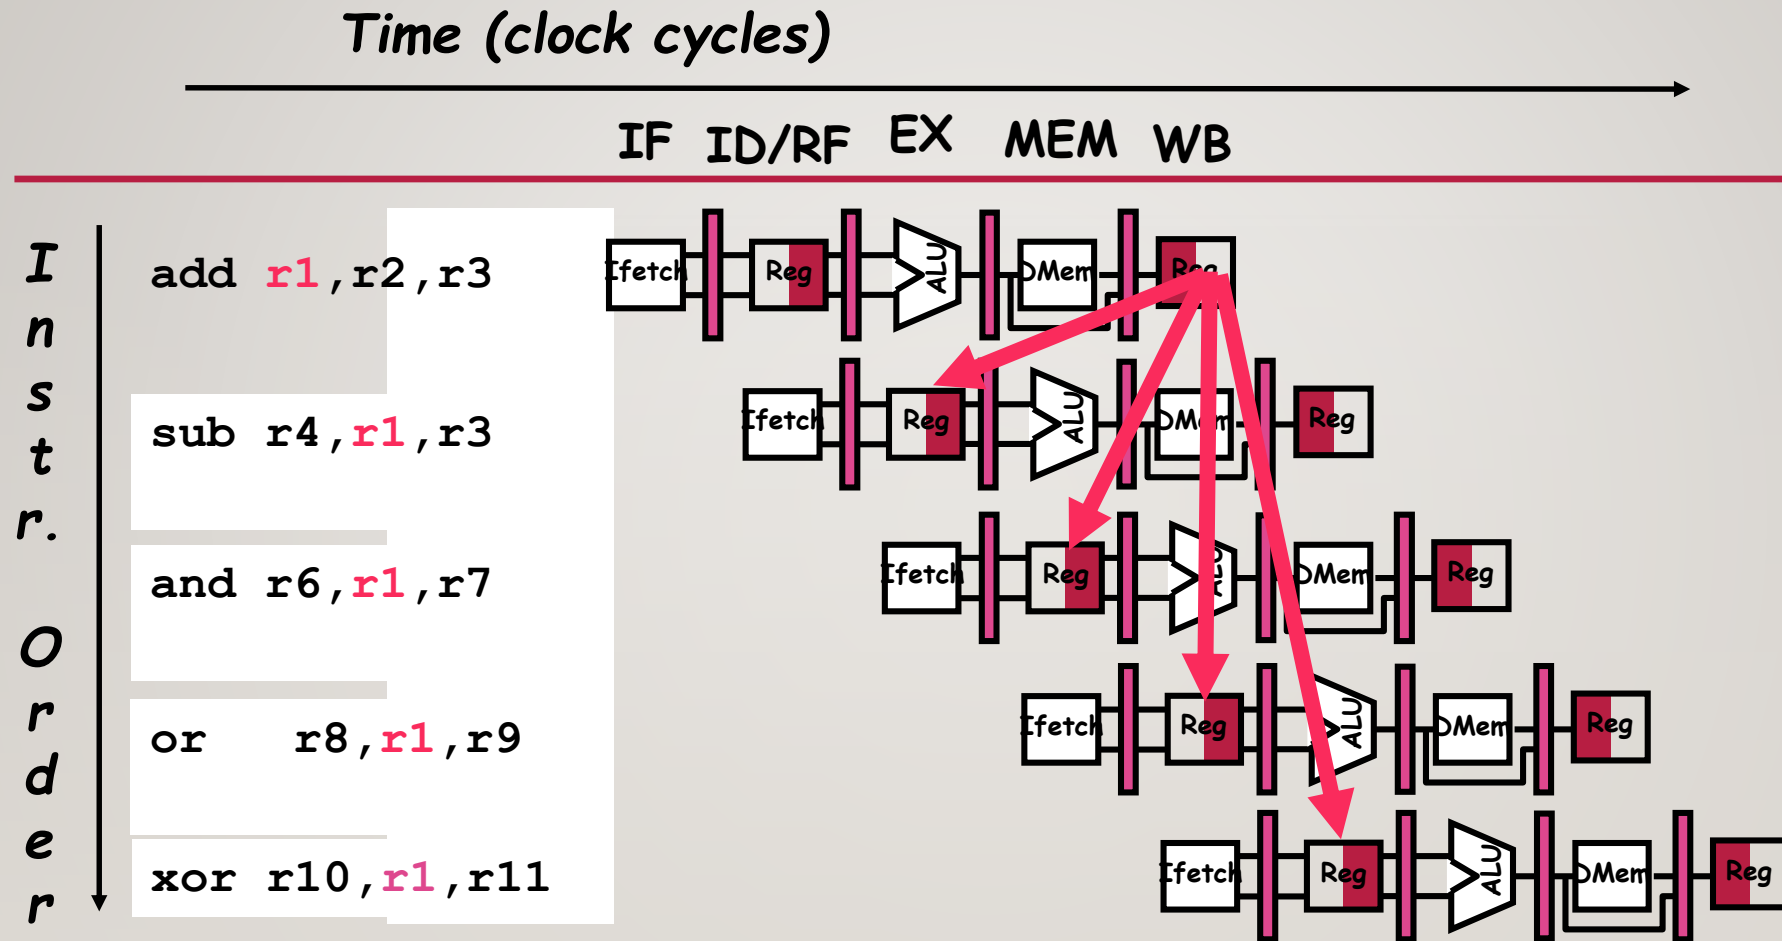 Time (clock cycles)
IF ID/RF EX MEM WB
Instr. Order
add r1,r2,r3
Ifetch Reg ALU DMem Reg
sub r4,r1,r3
Ifetch Reg ALU DMem Reg
and r6,r1,r7
Ifetch Reg ALU DMem Reg
or r8,r1,r9
Ifetch Reg ALU DMem Reg
xor r10,r1,r11
Ifetch Reg ALU DMem Reg